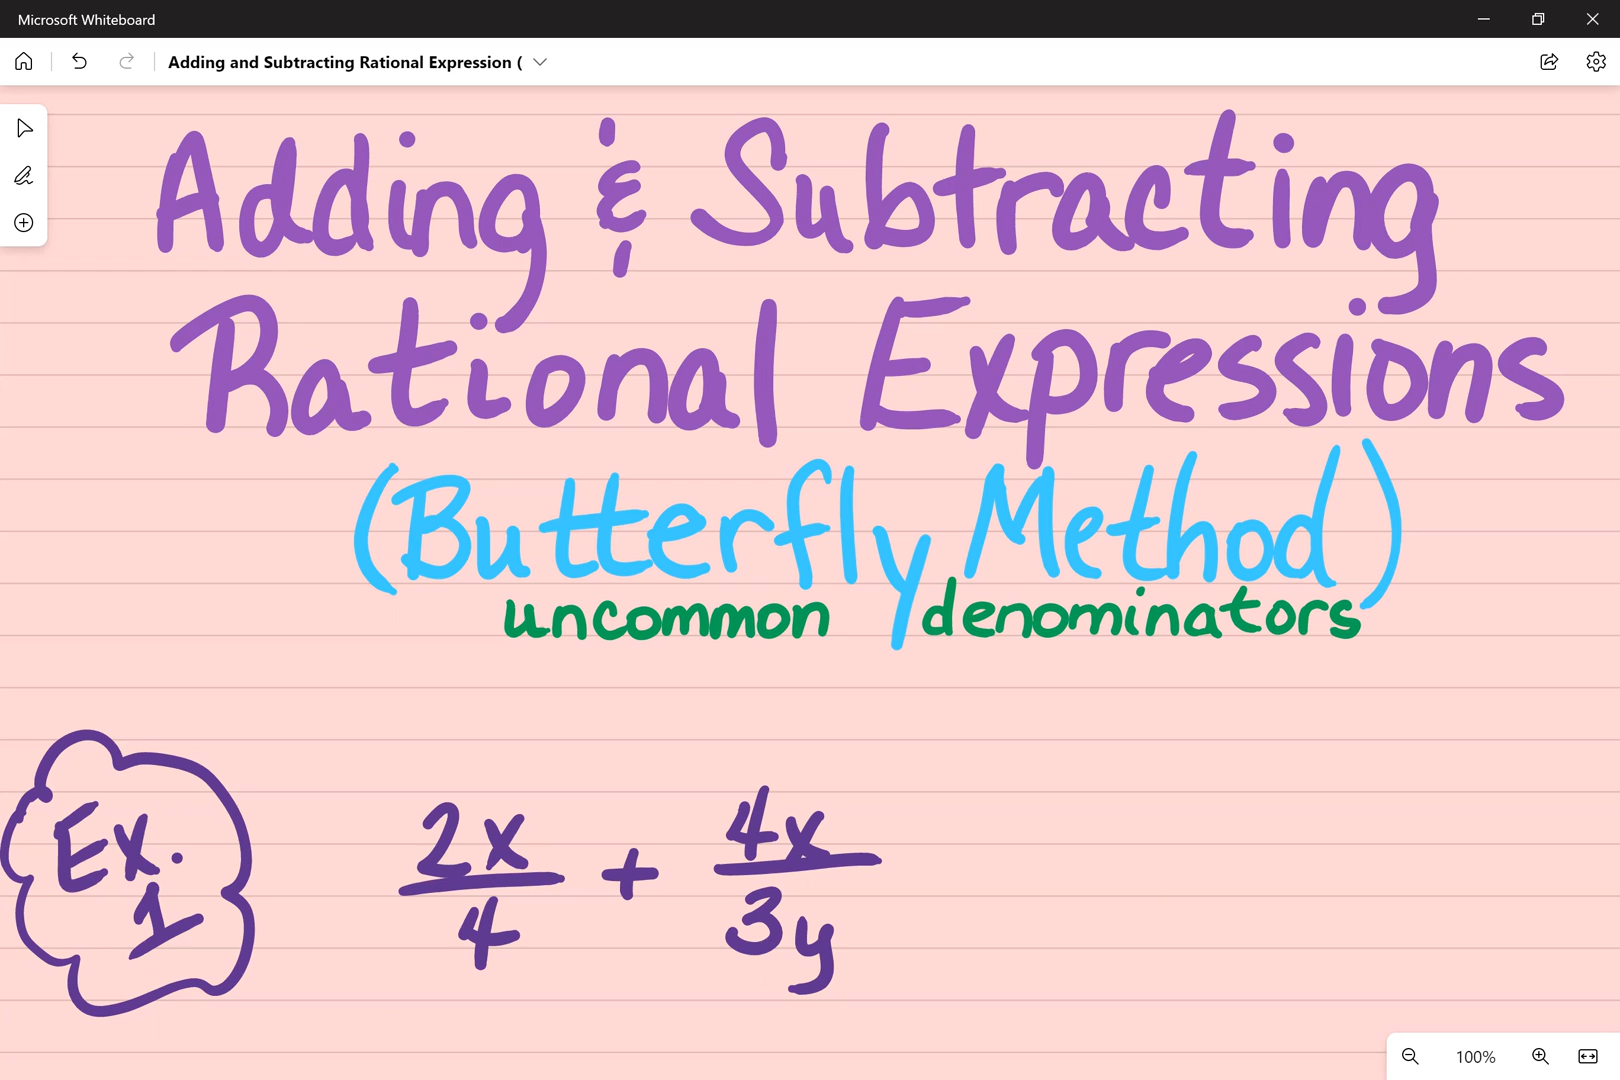 Microsoft Whiteboard
Adding and Subtracting Rational Expression (
Adding & Subtracting
Rational Expressions
(Butterfly Method)
uncommon denominators
Ex. 1
2x/4 + 4x/3y
100%